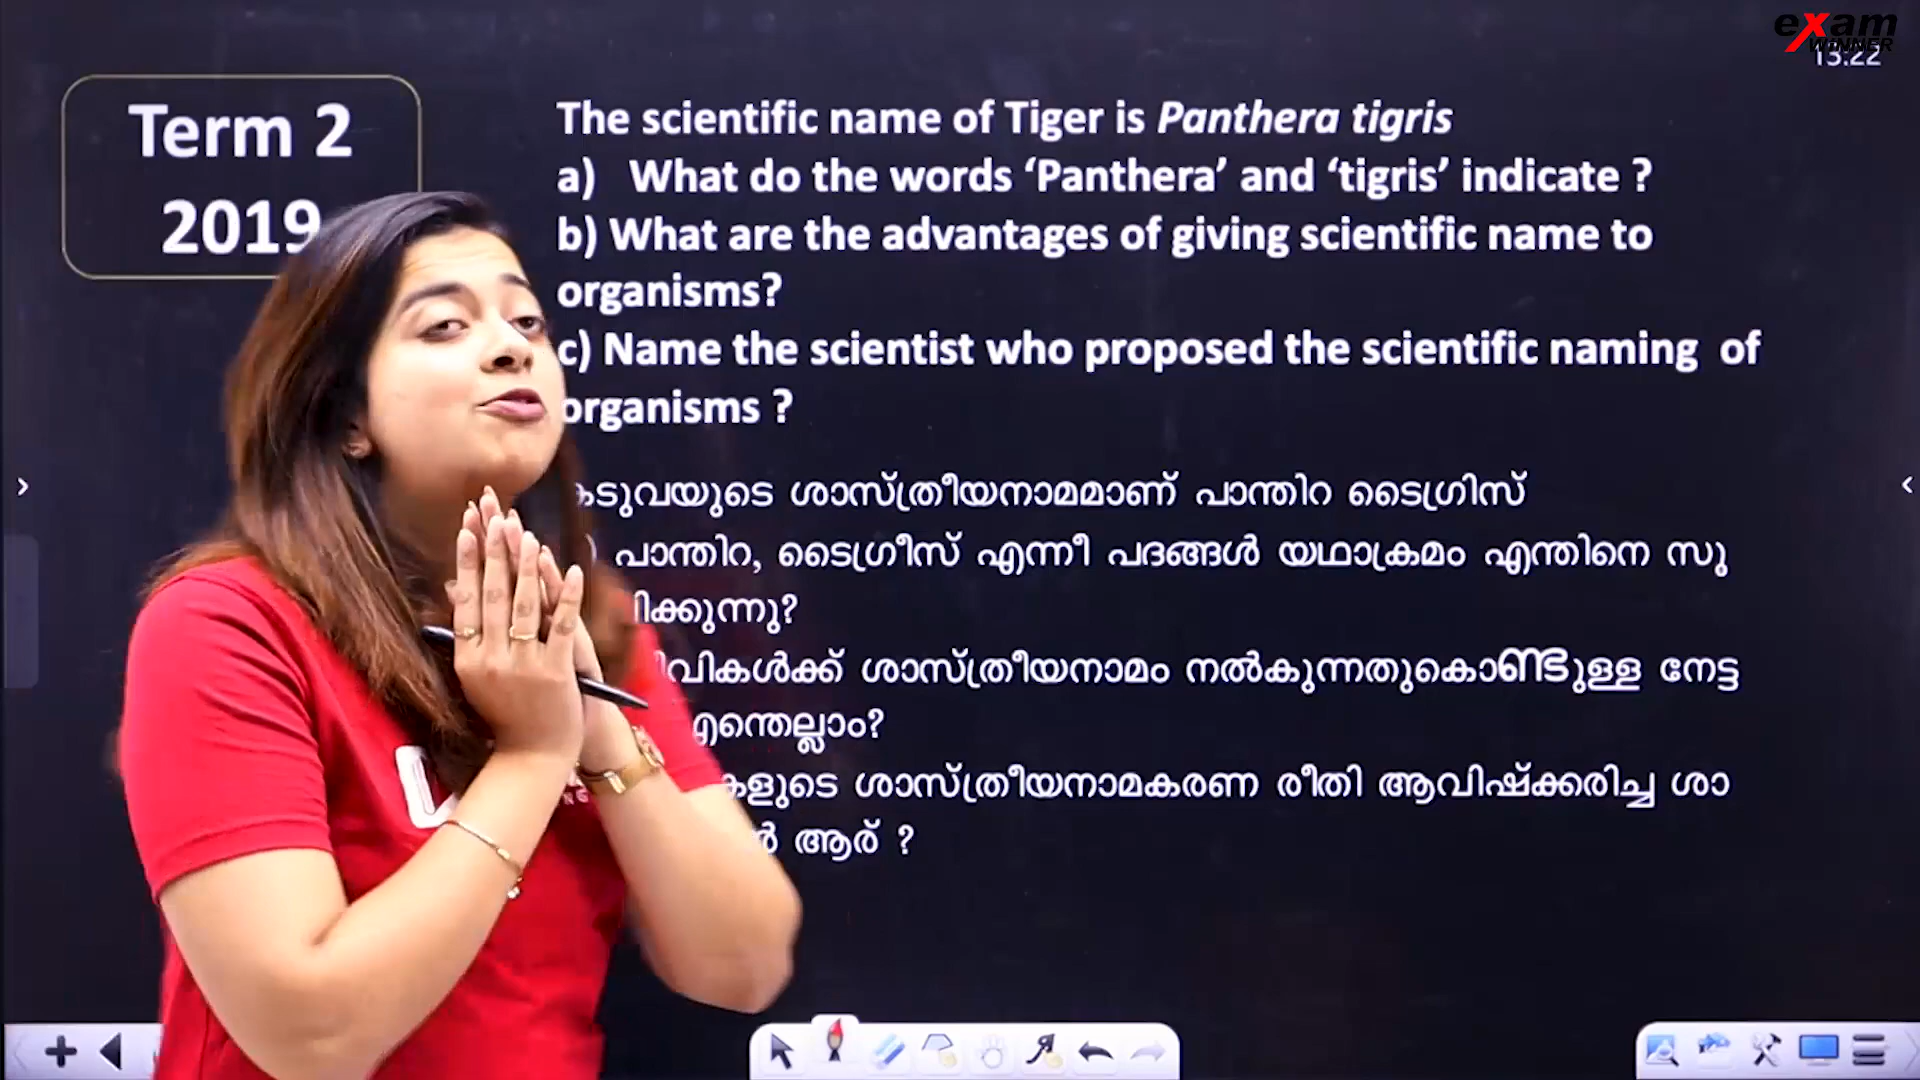 exam
WINNER
15:22
Term 2
2019
The scientific name of Tiger is Panthera tigris
a) What do the words ‘Panthera’ and ‘tigris’ indicate ?
b) What are the advantages of giving scientific name to
organisms?
c) Name the scientist who proposed the scientific naming of
organisms ?
കടുവയുടെ ശാസ്ത്രീയനാമമാണ് പാന്തിറ ടൈഗ്രിസ്
പാന്തിറ, ടൈഗ്രീസ് എന്നീ പദങ്ങൾ യഥാക്രമം എന്തിനെ സൂ
ശാസ്ത്രീയനാമം നൽകുന്നതുകൊണ്ടുള്ള നേട്ട
എന്തെല്ലാം?
ശാസ്ത്രീയനാമകരണ രീതി ആവിഷ്ക്കരിച്ച ശാ
ആര് ?